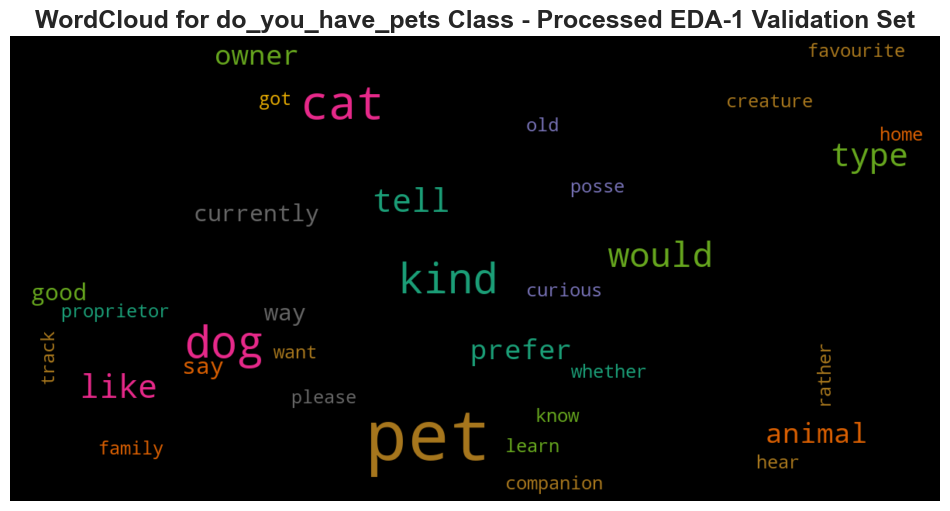 WordCloud for do_you_have_pets Class - Processed EDA-1 Validation Set
owner
favourite
got
cat
creature
old
home
type
posse
tell
currently
would
kind
good
curious
proprietor
way
track
dog
want
prefer
say
whether
rather
like
please
know
pet
animal
family
learn
hear
companion